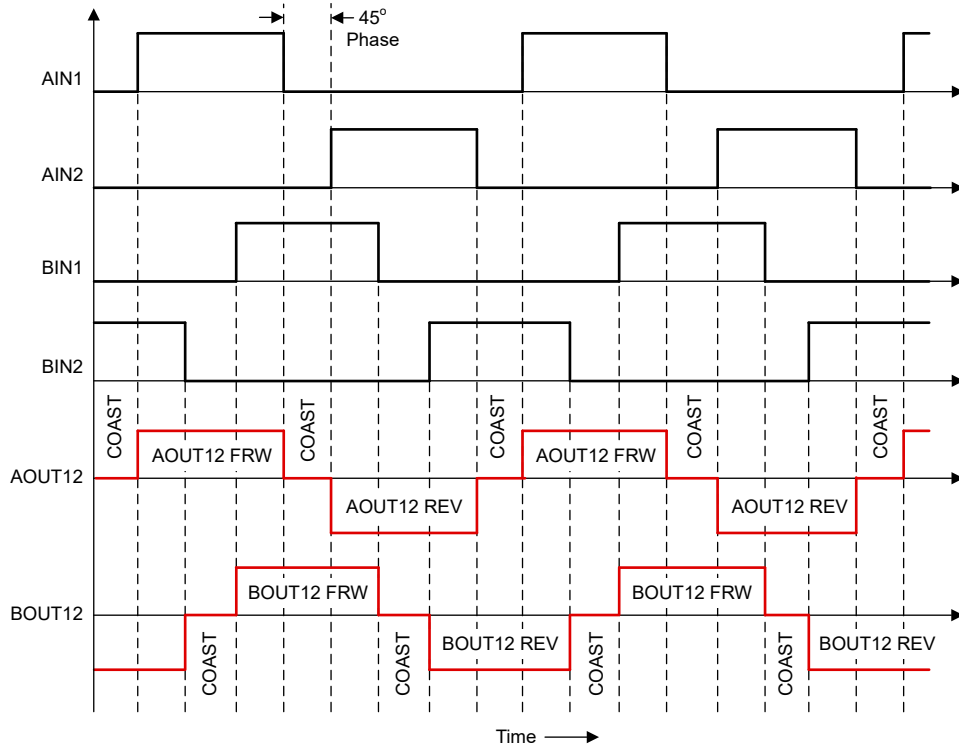 45° 
Phase
AIN1
AIN2
BIN1
BIN2
COAST
COAST
COAST
COAST
COAST
AOUT12 FRW
AOUT12 FRW
AOUT12
AOUT12 REV
AOUT12 REV
BOUT12 FRW
BOUT12 FRW
BOUT12
BOUT12 REV
BOUT12 REV
COAST
COAST
COAST
COAST
Time